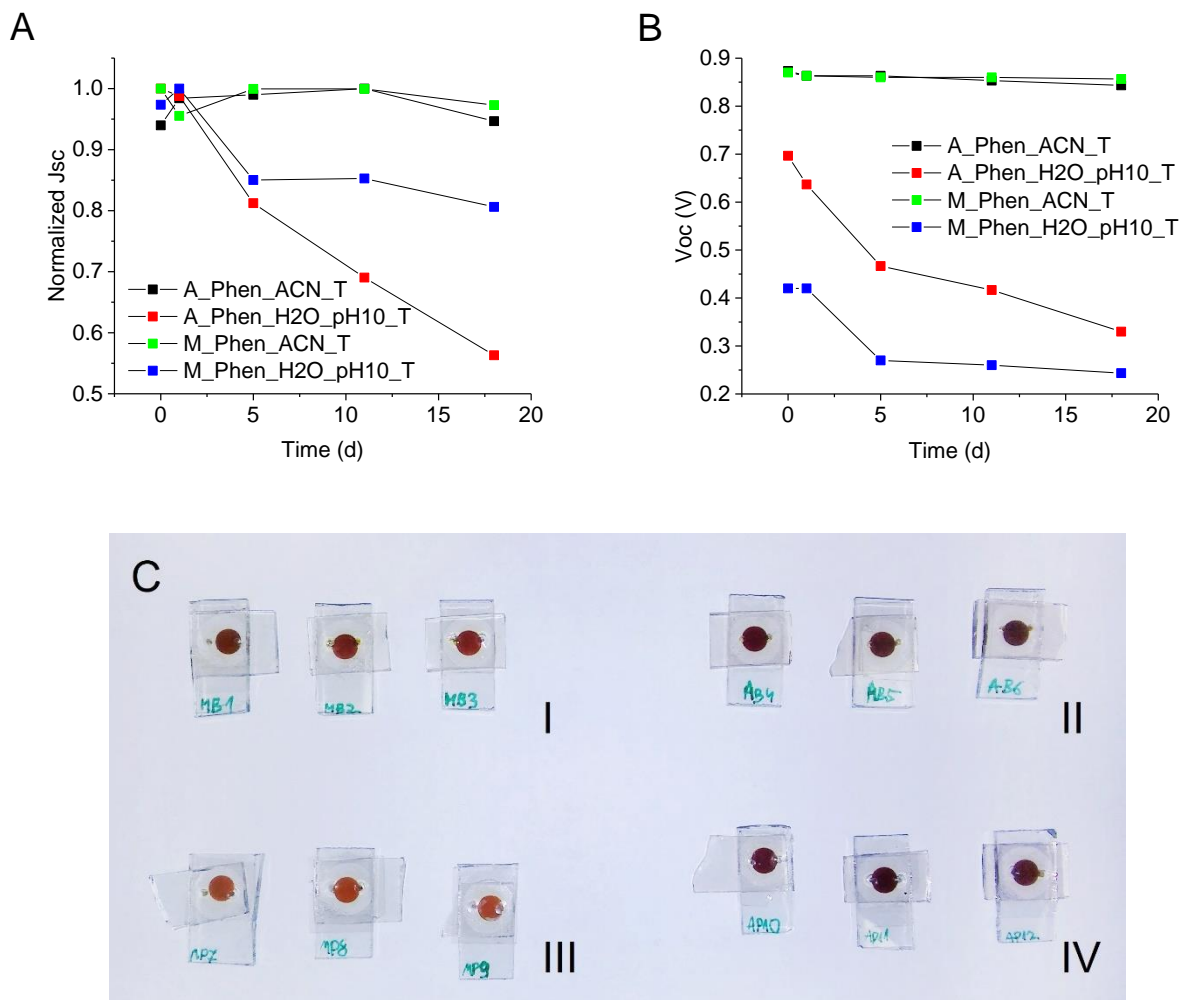 A
Normalized Jsc
1.0
0.9
0.8
0.7
0.6
0.5
A_Phen_ACN_T
A_Phen_H2O_pH10_T
M_Phen_ACN_T
M_Phen_H2O_pH10_T
0 5 10 15 20
Time (d)
B
Voc (V)
0.9
0.8
0.7
0.6
0.5
0.4
0.3
0.2
A_Phen_ACN_T
A_Phen_H2O_pH10_T
M_Phen_ACN_T
M_Phen_H2O_pH10_T
0 5 10 15 20
Time (d)
C
MB1 MB2 MB3
I
AB4 AB5 AB6
II
MP7 MP8 MP9
III
AP10 AP11 AP12
IV